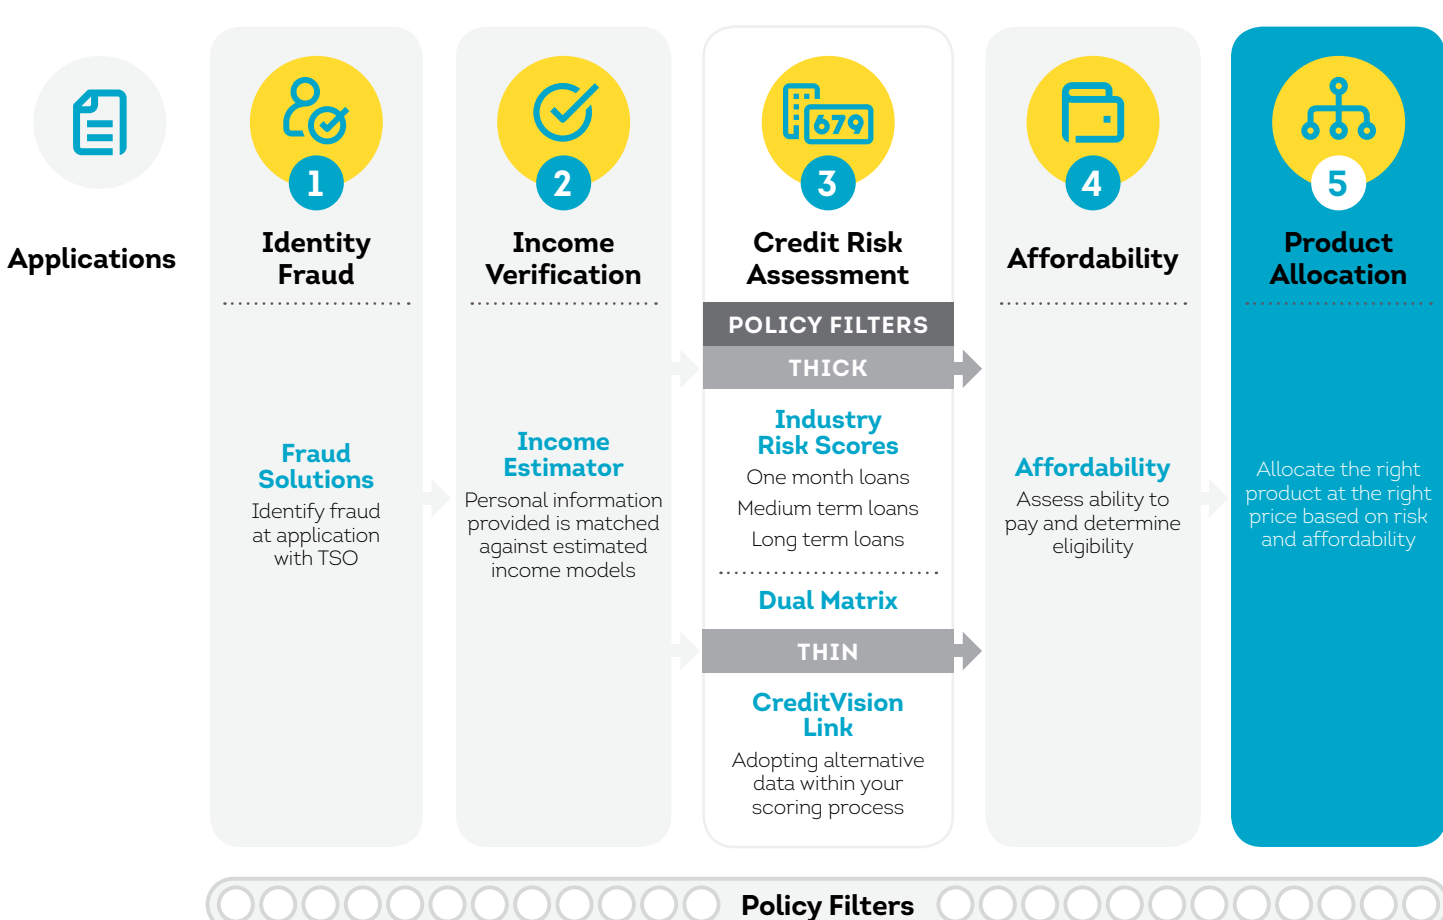 Applications
1
Identity
Fraud
Fraud
Solutions
Identify fraud
at application
with TSO
2
Income
Verification
Income
Estimator
Personal information
provided is matched
against estimated
income models
679
3
Credit Risk
Assessment
POLICY FILTERS
THICK
Industry
Risk Scores
One month loans
Medium term loans
Long term loans
Dual Matrix
THIN
CreditVision
Link
Adopting alternative
data within your
scoring process
4
Affordability
Affordability
Assess ability to
pay and determine
eligibility
5
Product
Allocation
Allocate the right
product at the right
price based on risk
and affordability
Policy Filters